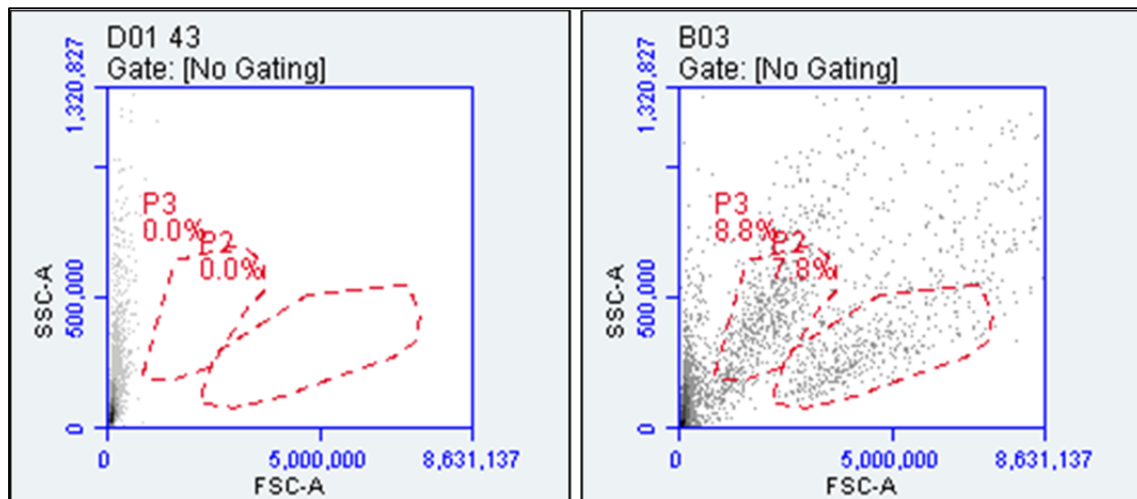 D01 43
Gate: [No Gating]
1,320,827
P3
0.0%
P2
0.0%
500,000
SSC-A
0
0
5,000,000
8,631,137
FSC-A
B03
Gate: [No Gating]
1,320,827
P3
8.8%
P2
7.8%
500,000
SSC-A
0
0
5,000,000
8,631,137
FSC-A